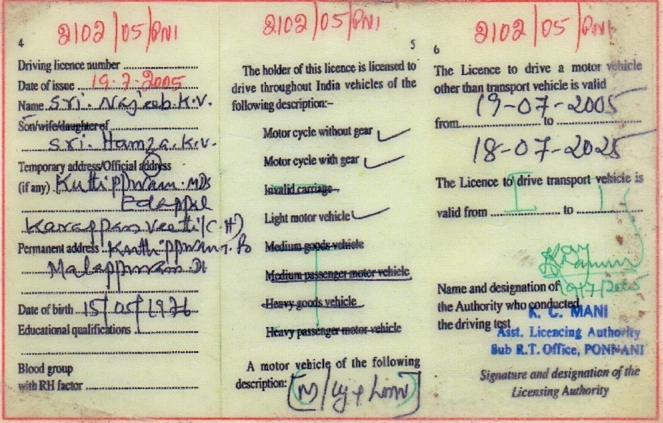 4
2102/05/PNI
Driving licence number
Date of issue 19-7-2005
Name Sri. Najeeb. K.V.
Son/wife/daughter of
Sri. Hamza. K.V.
Temporary address/Official address
(if any)
Edappal
Karappan Veettil (C.H)
Permanent address
Malappuram. Dt
Date of birth 15/05/1976
Educational qualifications
Blood group
with RH factor
5
2102/05/PNI
The holder of this licence is licensed to
drive throughout India vehicles of the
following description:-
Motor cycle without gear
Motor cycle with gear
Invalid carriage
Light motor vehicle
Medium goods vehicle
Medium passenger motor vehicle
Heavy goods vehicle
Heavy passenger motor vehicle
A motor vehicle of the following
description: M/Cy + LMV
6
2102/05/PNI
The Licence to drive a motor vehicle
other than transport vehicle is valid
19-07-2005
from to
18-07-2025
The Licence to drive transport vehicle is
valid from to
19/7/2005
Name and designation of
the Authority who conducted
the driving test
K. C. MANI
Asst. Licencing Authority
Sub R.T. Office, PONNANI
Signature and designation of the
Licensing Authority